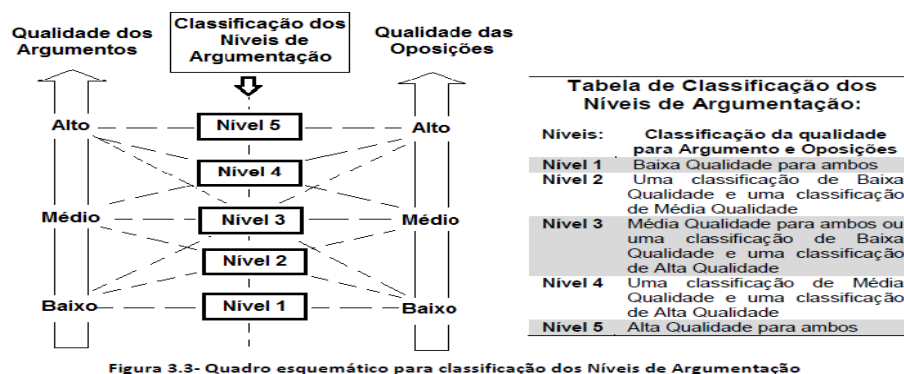 Qualidade dos
Argumentos
Classificação dos
Níveis de
Argumentação
Qualidade das
Oposições
Alto
Nível 5
Alto
Nível 4
Médio
Nível 3
Médio
Nível 2
Baixo
Nível 1
Baixo
Tabela de Classificação dos
Níveis de Argumentação:
Níveis: Classificação da qualidade
para Argumento e Oposições
Nível 1 Baixa Qualidade para ambos
Nível 2 Uma classificação de Baixa
Qualidade e uma classificação
de Média Qualidade
Nível 3 Média Qualidade para ambos ou
uma classificação de Baixa
Qualidade e uma classificação
de Alta Qualidade
Nível 4 Uma classificação de Média
Qualidade e uma classificação
de Alta Qualidade
Nível 5 Alta Qualidade para ambos
Figura 3.3- Quadro esquemático para classificação dos Níveis de Argumentação